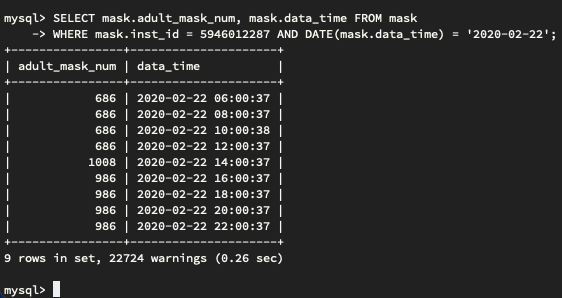 mysql> SELECT mask.adult_mask_num, mask.data_time FROM mask
    -> WHERE mask.inst_id = 5946012287 AND DATE(mask.data_time) = '2020-02-22';
+----------------+---------------------+
| adult_mask_num | data_time           |
+----------------+---------------------+
|            686 | 2020-02-22 06:00:37 |
|            686 | 2020-02-22 08:00:37 |
|            686 | 2020-02-22 10:00:38 |
|            686 | 2020-02-22 12:00:37 |
|           1008 | 2020-02-22 14:00:37 |
|            986 | 2020-02-22 16:00:37 |
|            986 | 2020-02-22 18:00:37 |
|            986 | 2020-02-22 20:00:37 |
|            986 | 2020-02-22 22:00:37 |
+----------------+---------------------+
9 rows in set, 22724 warnings (0.26 sec)
mysql>